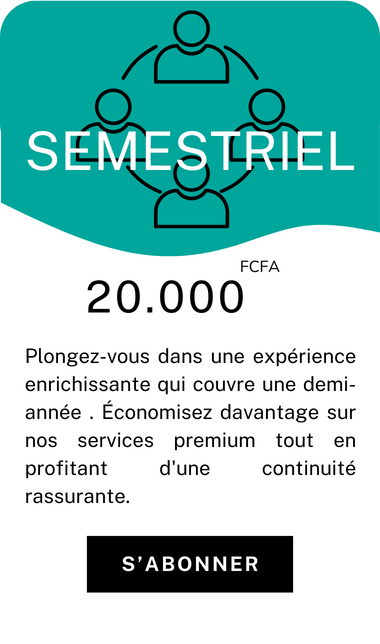 SEMESTRIEL
FCFA
20.000
Plongez-vous dans une expérience
enrichissante qui couvre une demi-
année . Économisez davantage sur
nos services premium tout en
profitant d'une continuité
rassurante.
S’ABONNER